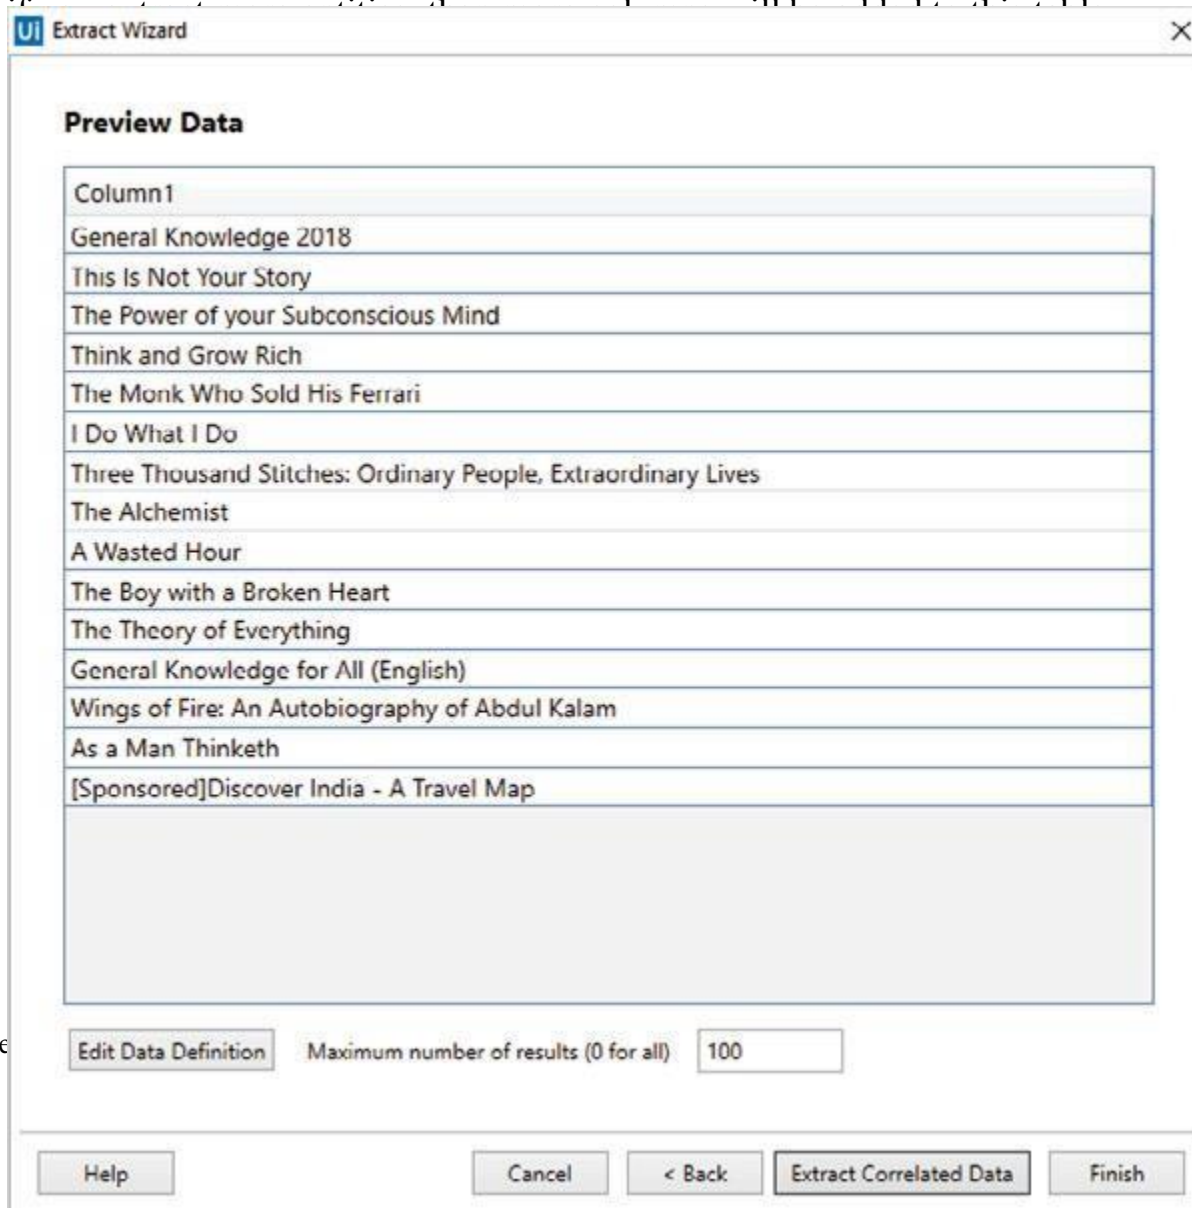 Ui Extract Wizard
Preview Data
Column1
General Knowledge 2018
This Is Not Your Story
The Power of your Subconscious Mind
Think and Grow Rich
The Monk Who Sold His Ferrari
I Do What I Do
Three Thousand Stitches: Ordinary People, Extraordinary Lives
The Alchemist
A Wasted Hour
The Boy with a Broken Heart
The Theory of Everything
General Knowledge for All (English)
Wings of Fire: An Autobiography of Abdul Kalam
As a Man Thinketh
[Sponsored]Discover India - A Travel Map
Edit Data Definition Maximum number of results (0 for all) 100
Help Cancel < Back Extract Correlated Data Finish